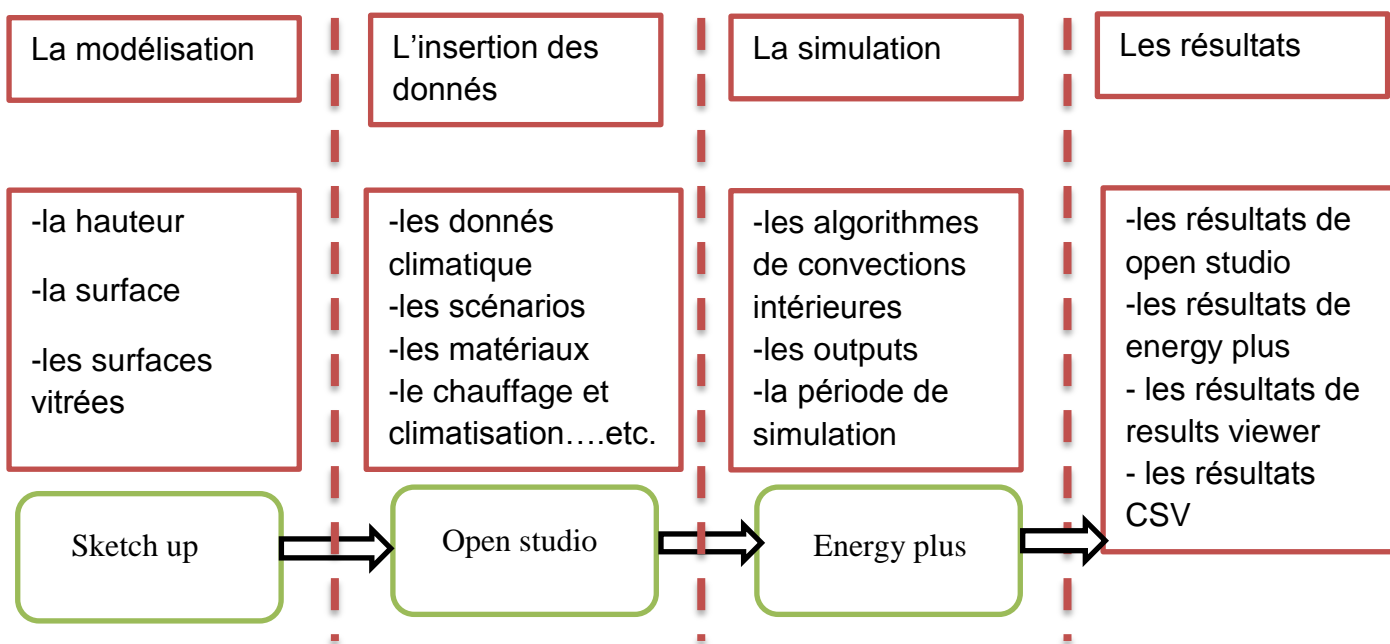 La modélisation
L’insertion des
donnés
La simulation
Les résultats
-la hauteur
-la surface
-les surfaces
vitrées
-les donnés
climatique
-les scénarios
-les matériaux
-le chauffage et
climatisation….etc.
-les algorithmes
de convections
intérieures
-les outputs
-la période de
simulation
-les résultats de
open studio
-les résultats de
energy plus
- les résultats de
results viewer
- les résultats
CSV
Sketch up
Open studio
Energy plus